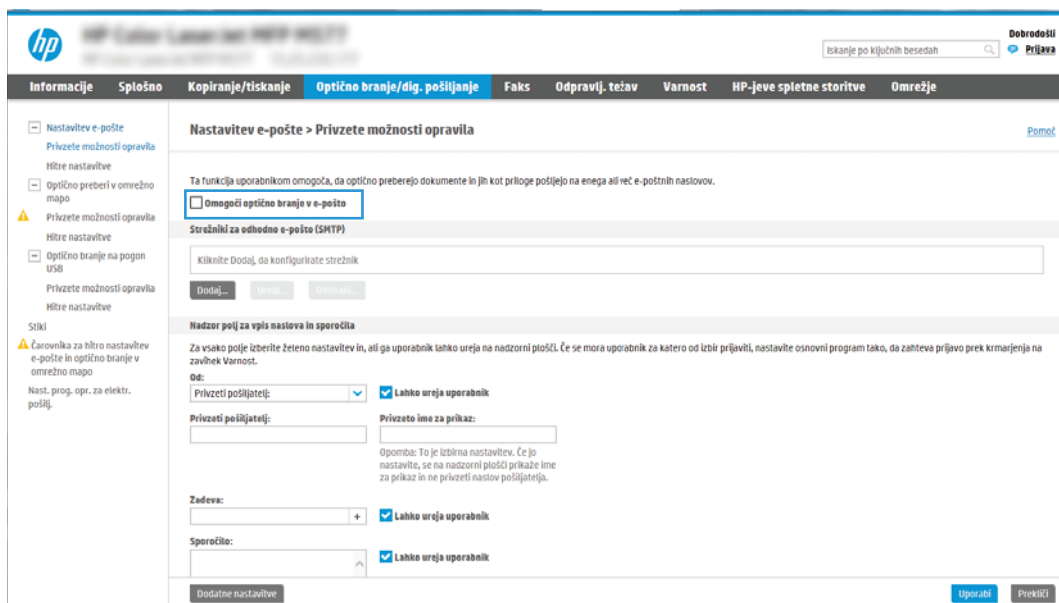 hp
HP Color LaserJet MFP M577
Dobrodošli
Iskanje po ključnih besedah
Prijava
Informacije Splošno Kopiranje/tiskanje Optično branje/dig. pošiljanje Faks Odpravlj. težav Varnost HP-jeve spletne storitve Omrežje
Nastavitev e-pošte
Privzete možnosti opravila
Hitre nastavitve
Optično preberi v omrežno
mapo
Privzete možnosti opravila
Hitre nastavitve
Optično branje na pogon
USB
Privzete možnosti opravila
Hitre nastavitve
Stiki
Čarovnika za hitro nastavitev
e-pošte in optično branje v
omrežno mapo
Nast. prog. opr. za elektr.
pošilj.
Nastavitev e-pošte > Privzete možnosti opravila
Pomoč
Ta funkcija uporabnikom omogoča, da optično preberejo dokumente in jih kot priloge pošljejo na enega ali več e-poštnih naslovov.
Omogoči optično branje v e-pošto
Strežniki za odhodno e-pošto (SMTP)
Kliknite Dodaj, da konfigurirate strežnik
Dodaj... Uredi... Odstrani...
Nadzor polj za vpis naslova in sporočila
Za vsako polje izberite želeno nastavitev in, ali ga uporabnik lahko ureja na nadzorni plošči. Če se mora uporabnik za katero od izbir prijaviti, nastavite osnovni program tako, da zahteva prijavo prek krmarjenja na
zavihek Varnost.
Od:
Privzeti pošiljatelj:
Lahko ureja uporabnik
Privzeti pošiljatelj:
Privzeto ime za prikaz:
Opomba: To je izbirna nastavitev. Če jo
nastavite, se na nadzorni plošči prikaže ime
za prikaz in ne privzeti naslov pošiljatelja.
Zadeva:
+
Lahko ureja uporabnik
Sporočilo:
Lahko ureja uporabnik
Dodatne nastavitve
Uporabi
Prekliči